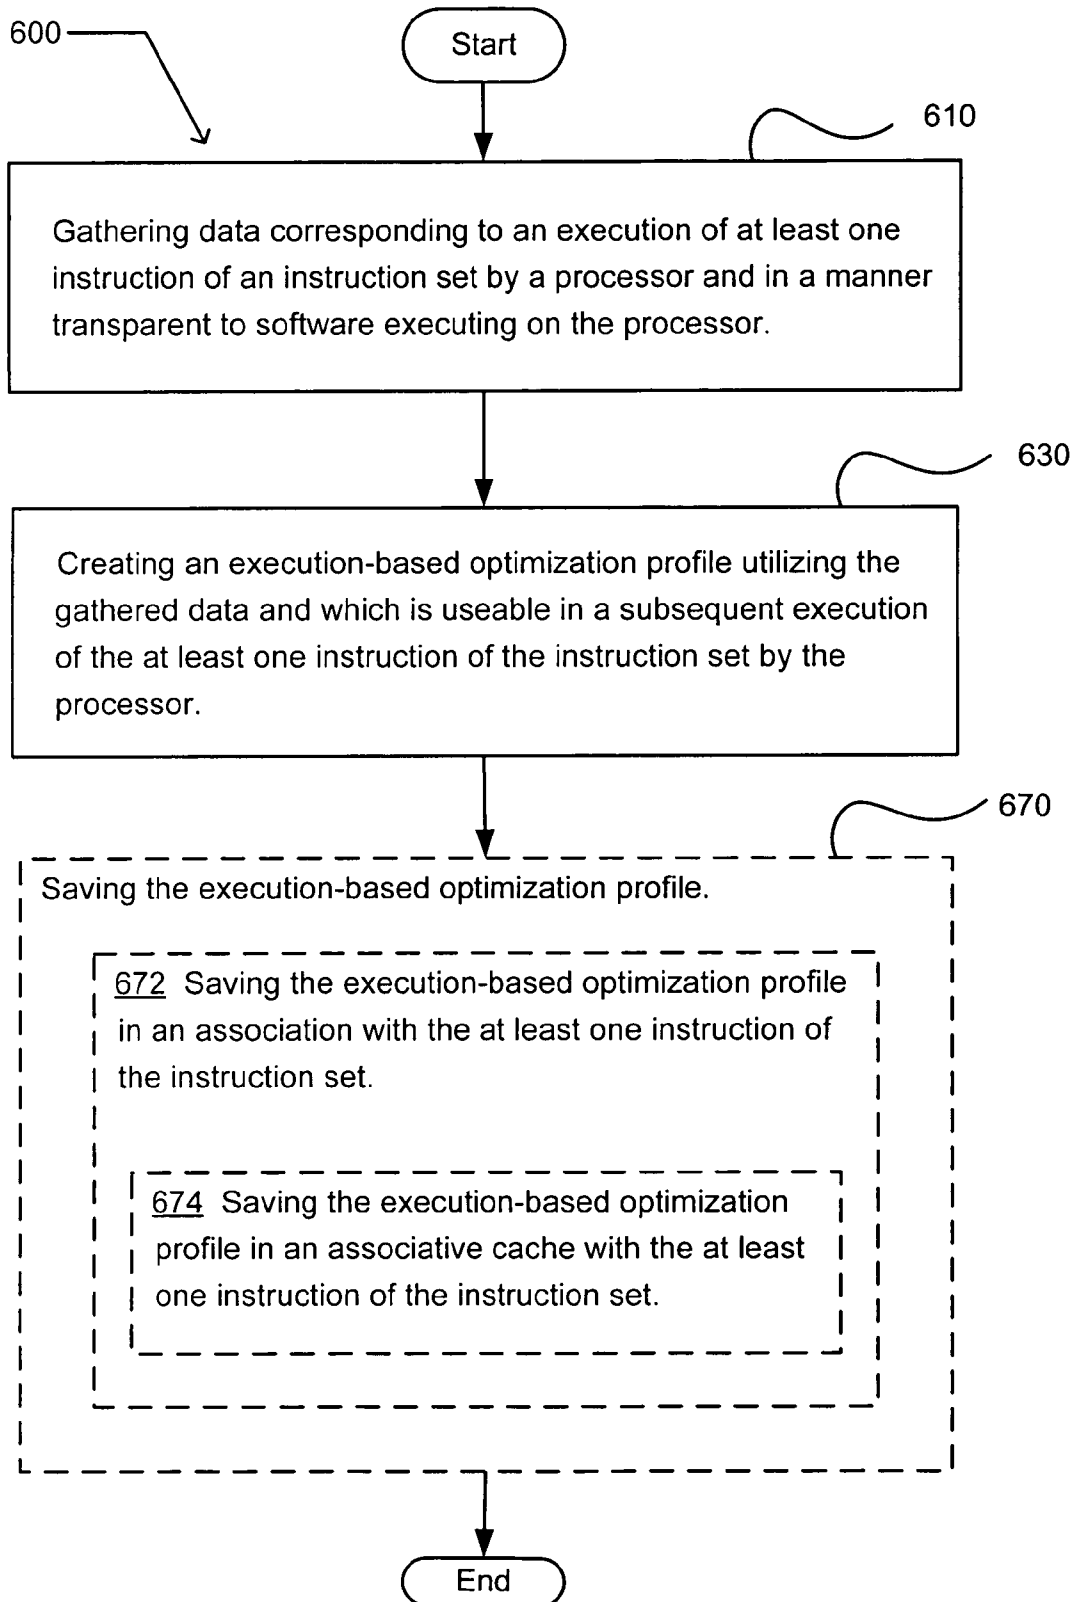 600
Start
610
Gathering data corresponding to an execution of at least one
instruction of an instruction set by a processor and in a manner
transparent to software executing on the processor.
630
Creating an execution-based optimization profile utilizing the
gathered data and which is useable in a subsequent execution
of the at least one instruction of the instruction set by the
processor.
670
Saving the execution-based optimization profile.
672 Saving the execution-based optimization profile
in an association with the at least one instruction of
the instruction set.
674 Saving the execution-based optimization
profile in an associative cache with the at least
one instruction of the instruction set.
End